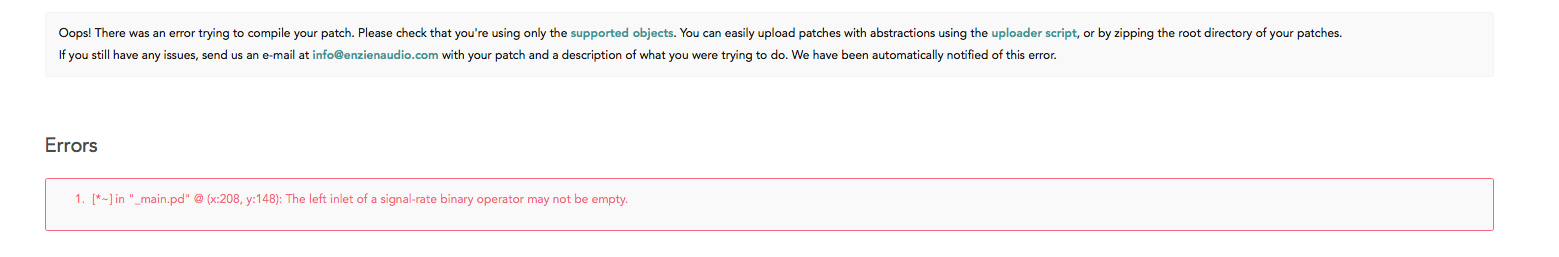 Oops! There was an error trying to compile your patch. Please check that you're using only the supported objects. You can easily upload patches with abstractions using the uploader script, or by zipping the root directory of your patches.
If you still have any issues, send us an e-mail at info@enzienaudio.com with your patch and a description of what you were trying to do. We have been automatically notified of this error.
Errors
1. [*~] in "_main.pd" @ (x:208, y:148): The left inlet of a signal-rate binary operator may not be empty.